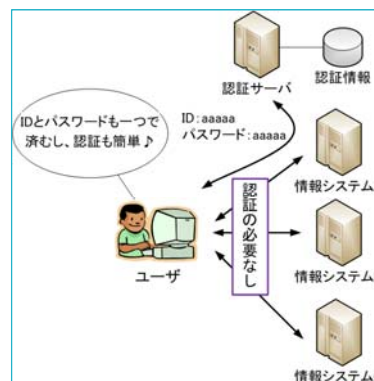 認証サーバ
認証情報
IDとパスワードも一つで
済むし、認証も簡単♪
ID:aaaaa
パスワード:aaaaa
認証の必要なし
情報システム
情報システム
情報システム
ユーザ